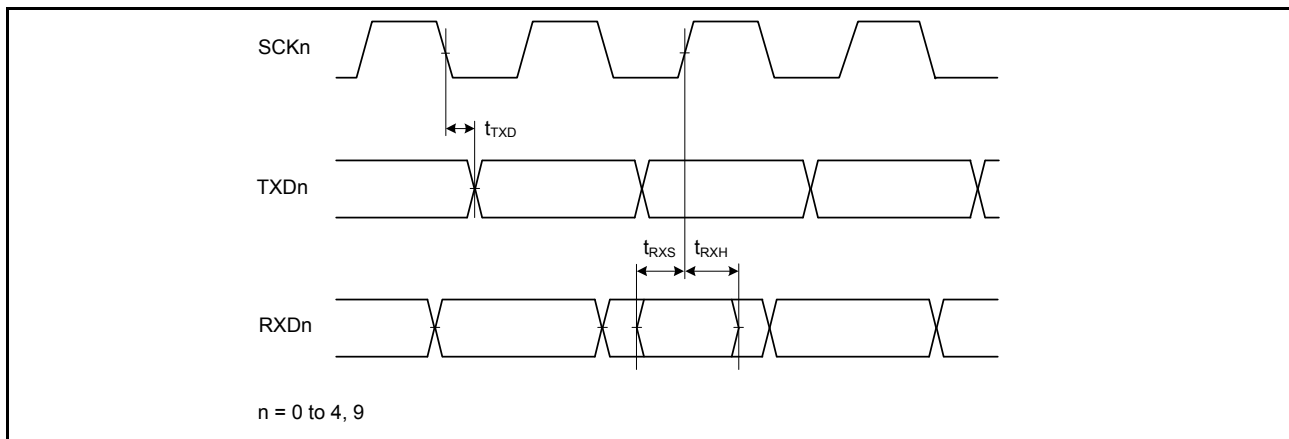 SCKn
tTXD
TXDn
tRXS tRXH
RXDn
n = 0 to 4, 9